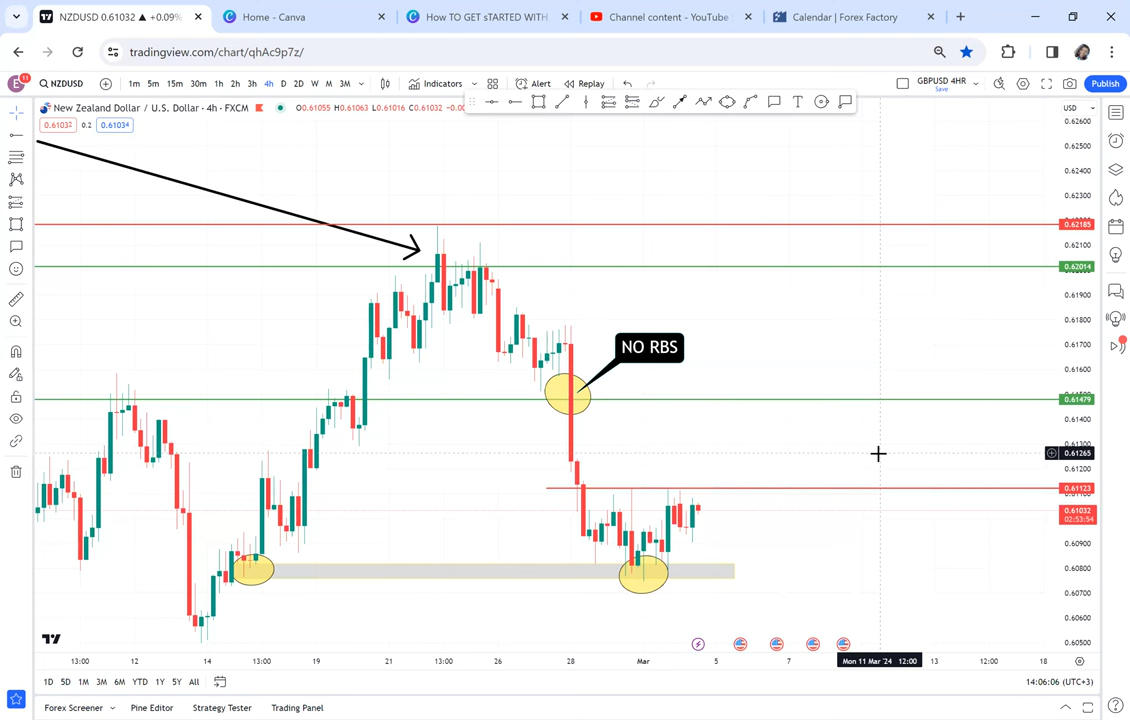 NZDUSD 0.61032 ▲ +0.09%
Home - Canva
How TO GET sTARTED WITH
Channel content - YouTube S
Calendar | Forex Factory
tradingview.com/chart/qhAc9p7z/
E 11
NZDUSD
1m 5m 15m 30m 1h 2h 3h 4h D 2D W M 3M
Indicators
Alert
Replay
GBPUSD 4HR
Save
Publish
New Zealand Dollar / U.S. Dollar · 4h · FXCM
O0.61055 H0.61063 L0.61016 C0.61032
USD
0.61032
0.2
0.61034
0.62600
0.62500
0.62400
0.62300
0.62185
0.62100
0.62014
0.61900
0.61800
0.61700
0.61600
0.61479
0.61400
0.61300
0.61265
0.61200
0.61123
0.61032
02:53:54
0.60900
0.60800
0.60700
0.60600
0.60500
NO RBS
13:00 12 14 13:00 19 21 13:00 26 28 Mar 5 7 Mon 11 Mar '24 12:00 13 12:00 18
1D 5D 1M 3M 6M YTD 1Y 5Y All
14:06:06 (UTC+3)
Forex Screener
Pine Editor
Strategy Tester
Trading Panel